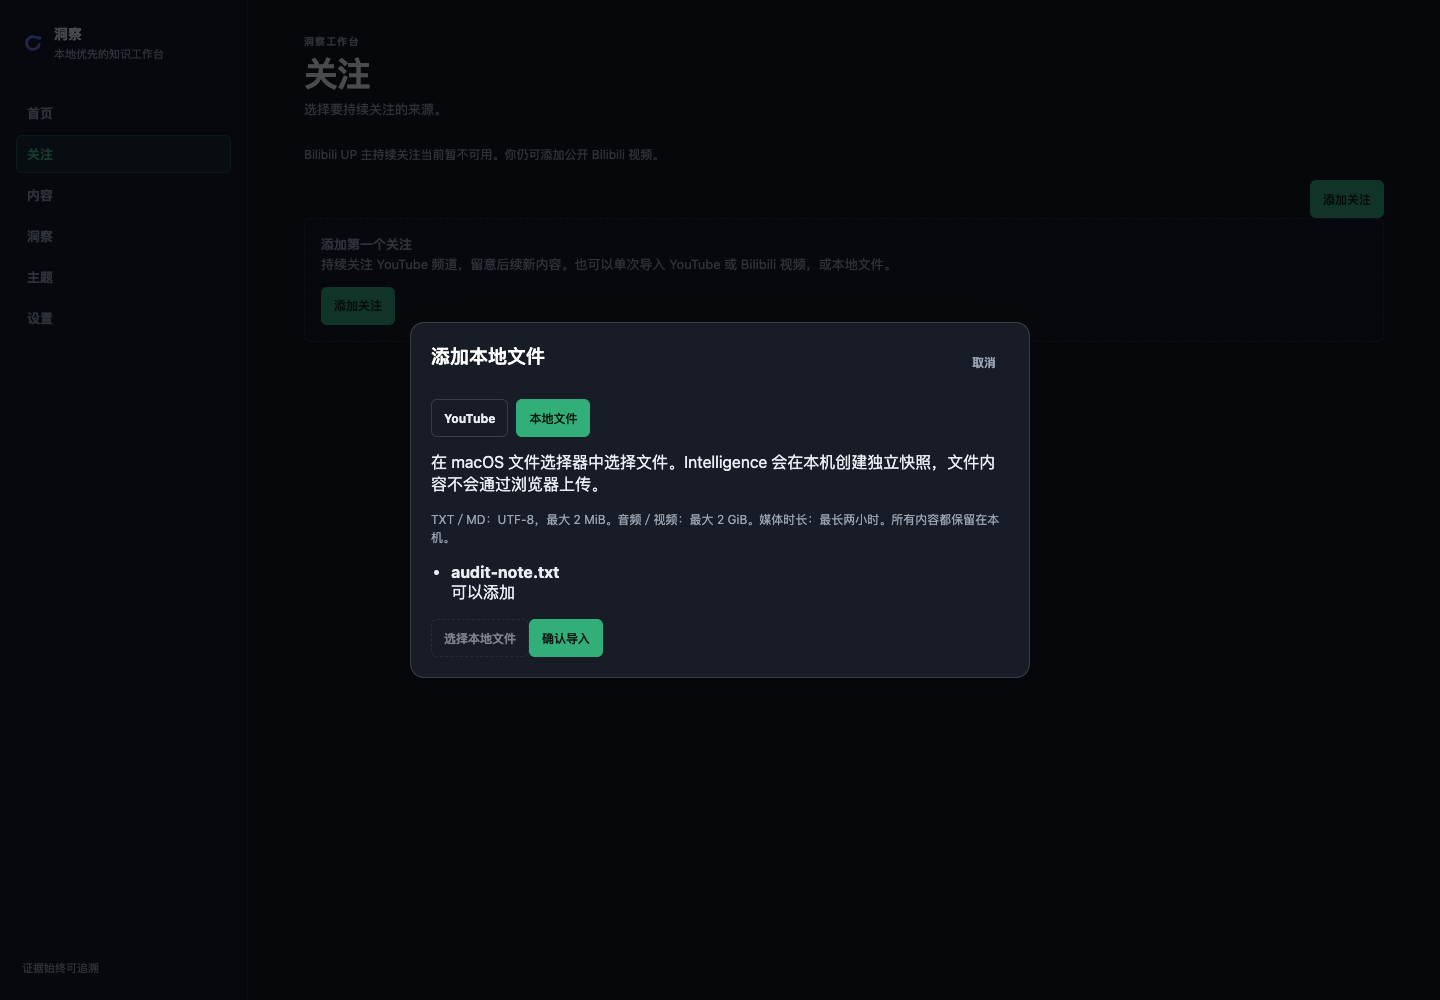 洞察
本地优先的知识工作台
首页
关注
内容
洞察
主题
设置
证据始终可追溯
洞察工作台
关注
选择要持续关注的来源。
Bilibili UP 主持续关注当前暂不可用。你仍可添加公开 Bilibili 视频。
添加关注
添加第一个关注
持续关注 YouTube 频道，留意后续新内容。也可以单次导入 YouTube 或 Bilibili 视频，或本地文件。
添加关注
添加本地文件
取消
YouTube
本地文件
在 macOS 文件选择器中选择文件。Intelligence 会在本机创建独立快照，文件内
容不会通过浏览器上传。
TXT / MD：UTF-8，最大 2 MiB。音频 / 视频：最大 2 GiB。媒体时长：最长两小时。所有内容都保留在本
机。
• audit-note.txt
可以添加
选择本地文件
确认导入